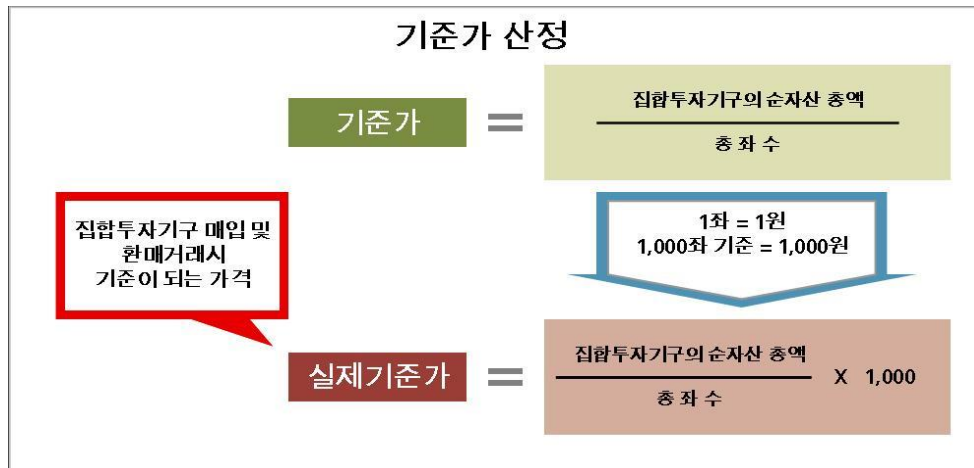 기준가 산정
기준가
=
집합투자기구의 순자산 총액
총 좌 수
집합투자기구 매입 및
환매거래시
기준이 되는 가격
1좌 = 1원
1,000좌 기준 = 1,000원
실제기준가
=
집합투자기구의 순자산 총액
총 좌 수
X 1,000